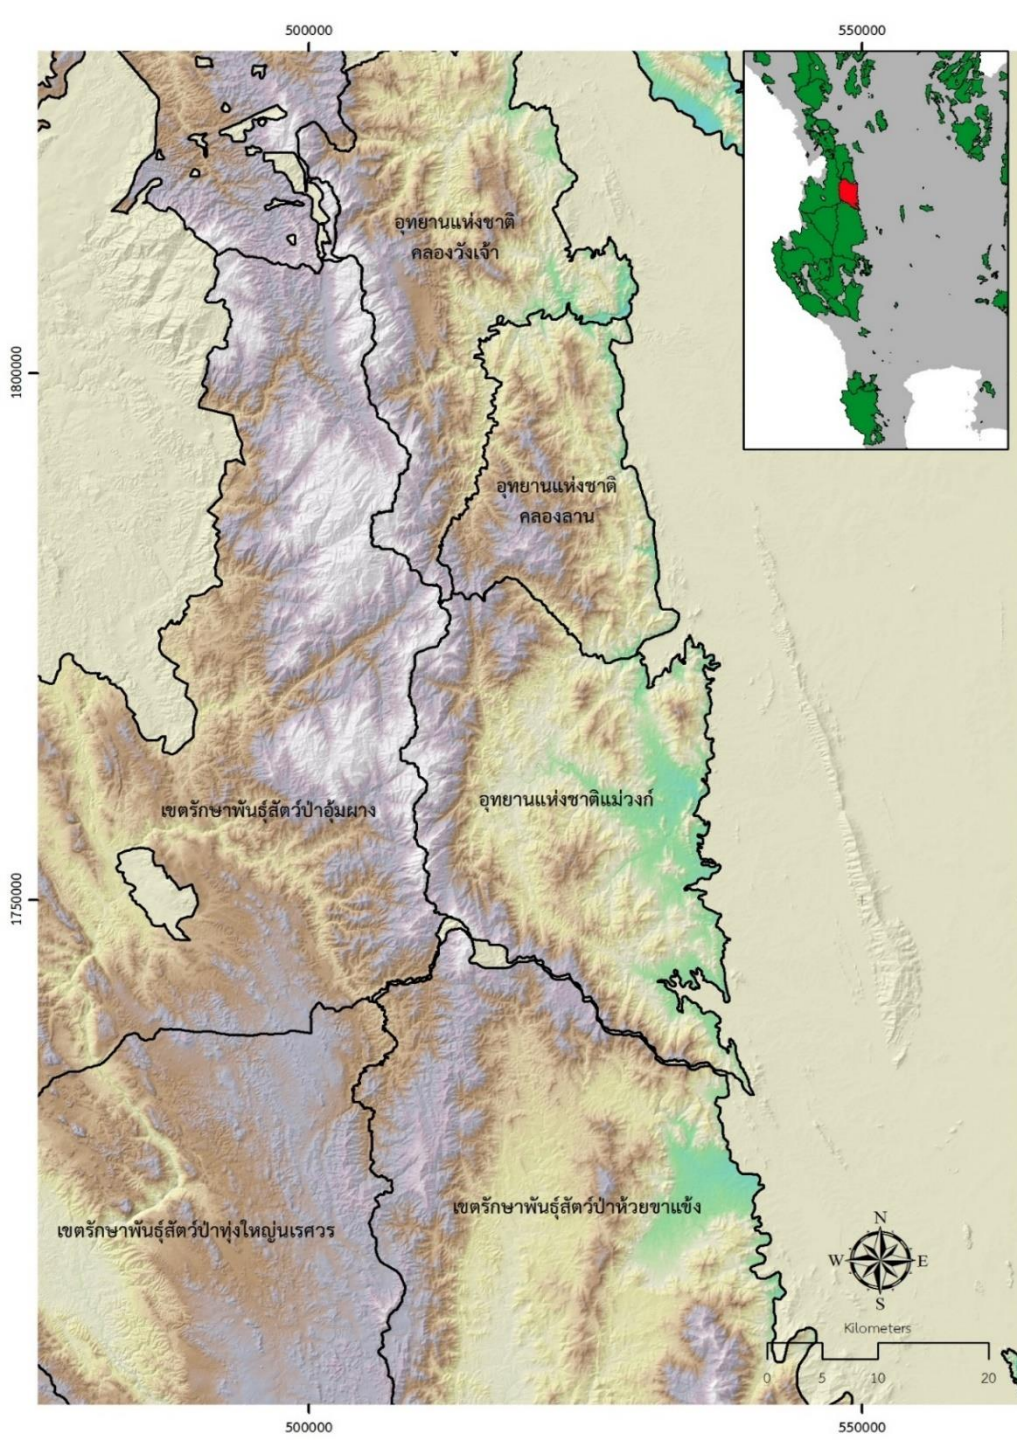 500000
550000
อุทยานแห่งชาติ
คลองวังเจ้า
1800000
อุทยานแห่งชาติ
คลองลาน
เขตรักษาพันธุ์สัตว์ป่าอุ้มผาง
อุทยานแห่งชาติแม่วงก์
1750000
เขตรักษาพันธุ์สัตว์ป่าห้วยขาแข้ง
เขตรักษาพันธุ์สัตว์ป่าทุ่งใหญ่นเรศวร
N
W
E
S
Kilometers
0 5 10 20
500000
550000